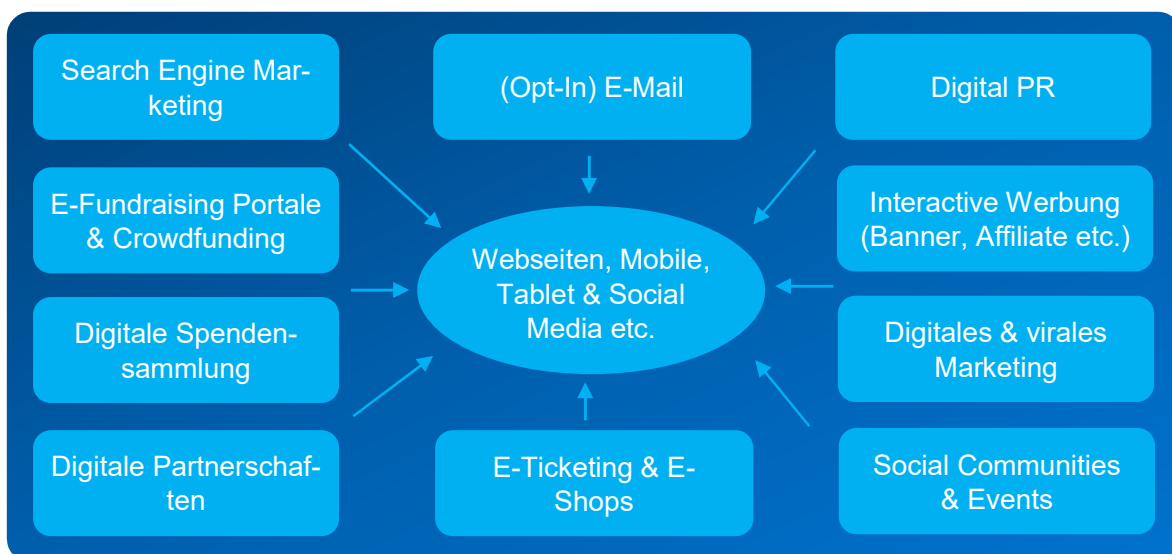 Search Engine Mar-
keting
(Opt-In) E-Mail
Digital PR
E-Fundraising Portale
& Crowdfunding
Interactive Werbung
(Banner, Affiliate etc.)
Webseiten, Mobile,
Tablet & Social
Media etc.
Digitale Spenden-
sammlung
Digitales & virales
Marketing
Digitale Partnerschaf-
ten
E-Ticketing & E-
Shops
Social Communities
& Events